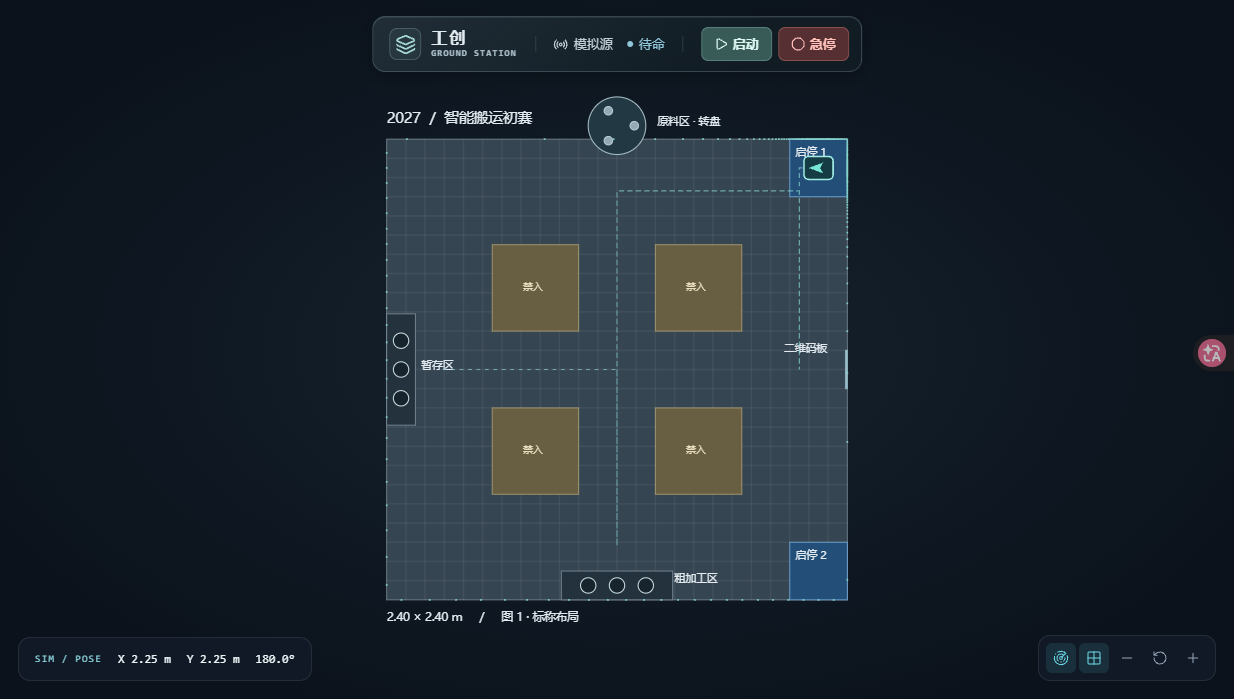 工创
GROUND STATION
模拟源
待命
启动
急停
2027 / 智能搬运初赛
原料区 · 转盘
启停 1
禁入
禁入
二维码板
暂存区
禁入
禁入
启停 2
粗加工区
2.40 × 2.40 m / 图 1 · 标称布局
SIM / POSE X 2.25 m Y 2.25 m 180.0°